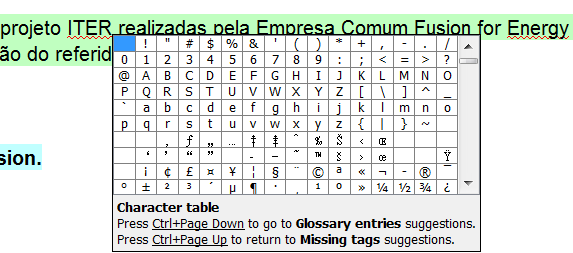 projeto ITER realizadas pela Empresa Comum Fusion for Energy
ão do referid
sion.
! " # $ % & ' ( ) * + , - . /
0 1 2 3 4 5 6 7 8 9 : ; < = > ?
@ A B C D E F G H I J K L M N O
P Q R S T U V W X Y Z [ \ ] ^ _
` a b c d e f g h i j k l m n o
p q r s t u v w x y z { | } ~
‚ ƒ „ … † ‡ ˆ ‰ Š ‹ Œ
‘ ’ “ ” – — ˜ ™ š › œ Ÿ
¡ ¢ £ ¤ ¥ ¦ § ¨ © ª « ¬ - ® ¯
° ± ² ³ ´ µ ¶ · ¸ ¹ º » ¼ ½ ¾ ¿
Character table
Press Ctrl+Page Down to go to Glossary entries suggestions.
Press Ctrl+Page Up to return to Missing tags suggestions.